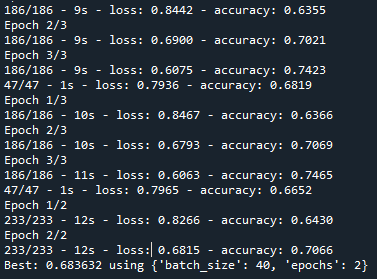 186/186 - 9s - loss: 0.8442 - accuracy: 0.6355
Epoch 2/3
186/186 - 9s - loss: 0.6900 - accuracy: 0.7021
Epoch 3/3
186/186 - 9s - loss: 0.6075 - accuracy: 0.7423
47/47 - 1s - loss: 0.7936 - accuracy: 0.6819
Epoch 1/3
186/186 - 10s - loss: 0.8467 - accuracy: 0.6366
Epoch 2/3
186/186 - 10s - loss: 0.6793 - accuracy: 0.7069
Epoch 3/3
186/186 - 11s - loss: 0.6063 - accuracy: 0.7465
47/47 - 1s - loss: 0.7965 - accuracy: 0.6652
Epoch 1/2
233/233 - 12s - loss: 0.8266 - accuracy: 0.6430
Epoch 2/2
233/233 - 12s - loss: 0.6815 - accuracy: 0.7066
Best: 0.683632 using {'batch_size': 40, 'epochs': 2}